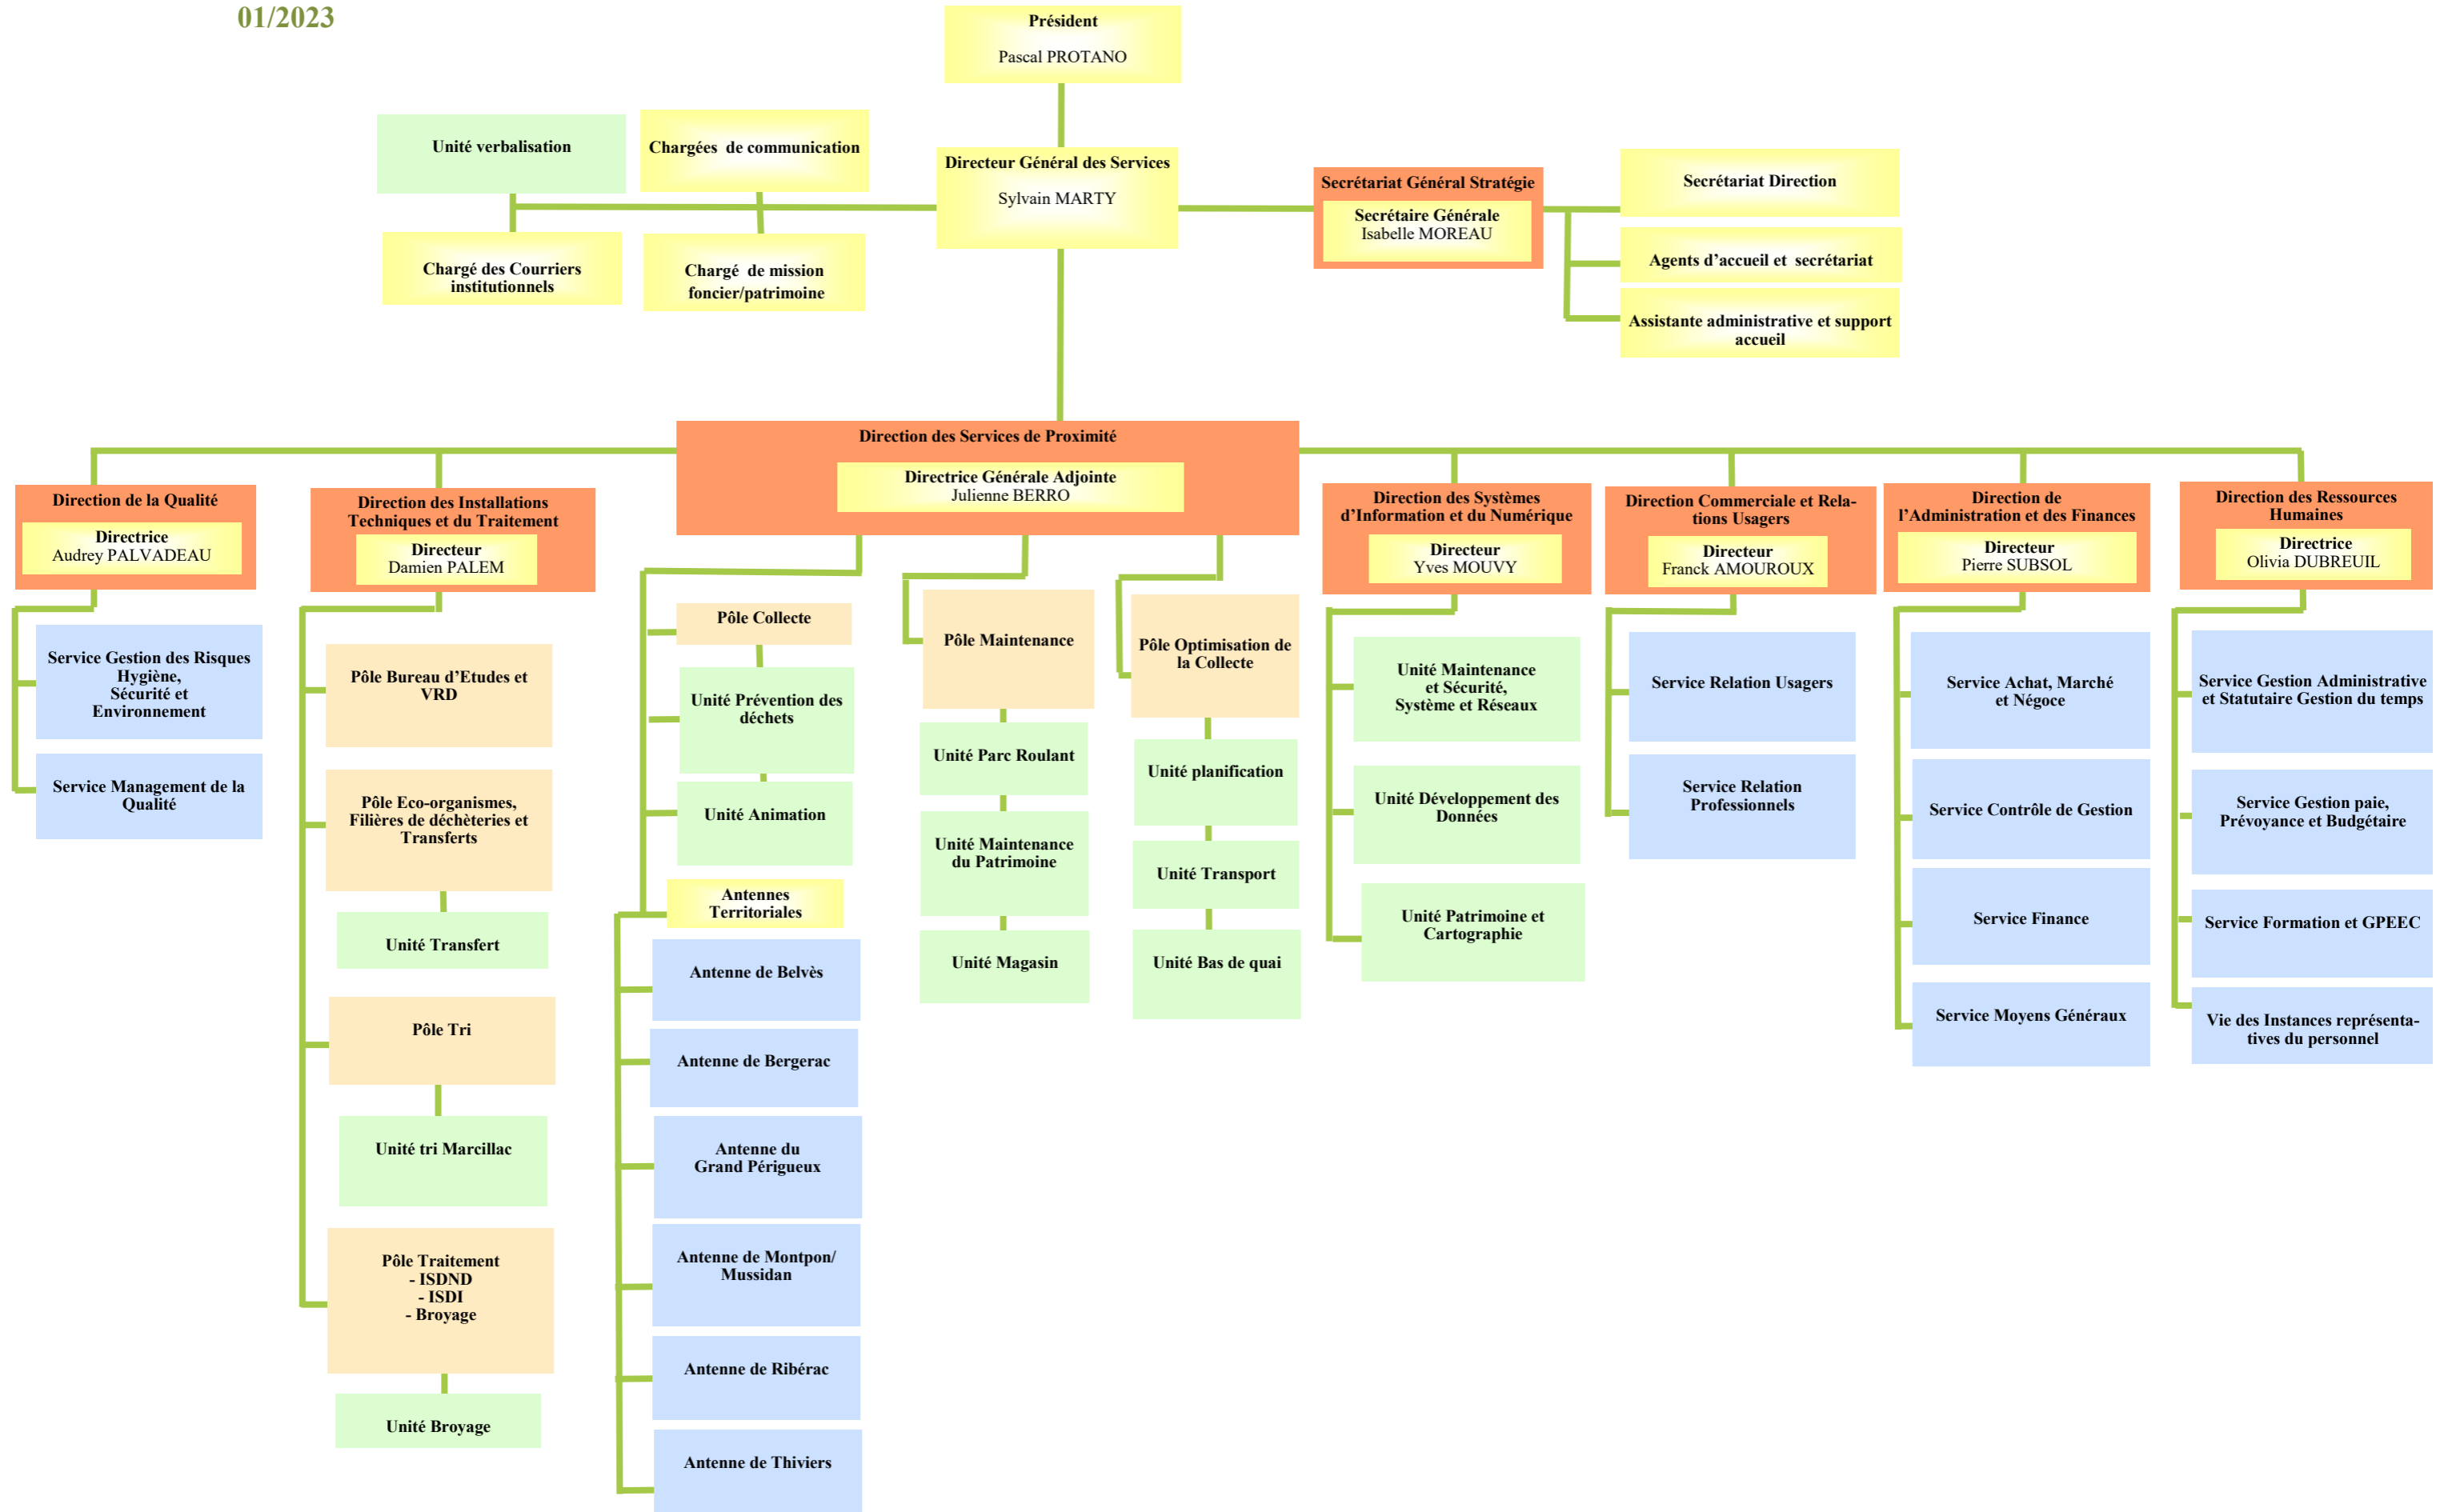 01/2023
Président
Pascal PROTANO
Unité verbalisation
Chargées de communication
Directeur Général des Services
Sylvain MARTY
Chargé des Courriers
institutionnels
Chargé de mission
foncier/patrimoine
Secrétariat Général Stratégie
Secrétaire Générale
Isabelle MOREAU
Secrétariat Direction
Agents d’accueil et secrétariat
Assistante administrative et support
accueil
Direction des Services de Proximité
Directrice Générale Adjointe
Julienne BERRO
Direction de la Qualité
Directrice
Audrey PALVADEAU
Service Gestion des Risques
Hygiène,
Sécurité et
Environnement
Service Management de la
Qualité
Direction des Installations
Techniques et du Traitement
Directeur
Damien PALEM
Pôle Bureau d’Etudes et
VRD
Pôle Eco-organismes,
Filières de déchèteries et
Transferts
Unité Transfert
Pôle Tri
Unité tri Marcillac
Pôle Traitement
- ISDND
- ISDI
- Broyage
Unité Broyage
Pôle Collecte
Unité Prévention des
déchets
Unité Animation
Antennes
Territoriales
Antenne de Belvès
Antenne de Bergerac
Antenne du
Grand Périgueux
Antenne de Montpon/
Mussidan
Antenne de Ribérac
Antenne de Thiviers
Pôle Maintenance
Unité Parc Roulant
Unité Maintenance
du Patrimoine
Unité Magasin
Pôle Optimisation de
la Collecte
Unité planification
Unité Transport
Unité Bas de quai
Direction des Systèmes
d’Information et du Numérique
Directeur
Yves MOUVY
Unité Maintenance
et Sécurité,
Système et Réseaux
Unité Développement des
Données
Unité Patrimoine et
Cartographie
Direction Commerciale et Rela-
tions Usagers
Directeur
Franck AMOUROUX
Service Relation Usagers
Service Relation
Professionnels
Direction de
l’Administration et des Finances
Directeur
Pierre SUBSOL
Service Achat, Marché
et Négoce
Service Contrôle de Gestion
Service Finance
Service Moyens Généraux
Direction des Ressources
Humaines
Directrice
Olivia DUBREUIL
Service Gestion Administrative
et Statutaire Gestion du temps
Service Gestion paie,
Prévoyance et Budgétaire
Service Formation et GPEEC
Vie des Instances représenta-
tives du personnel